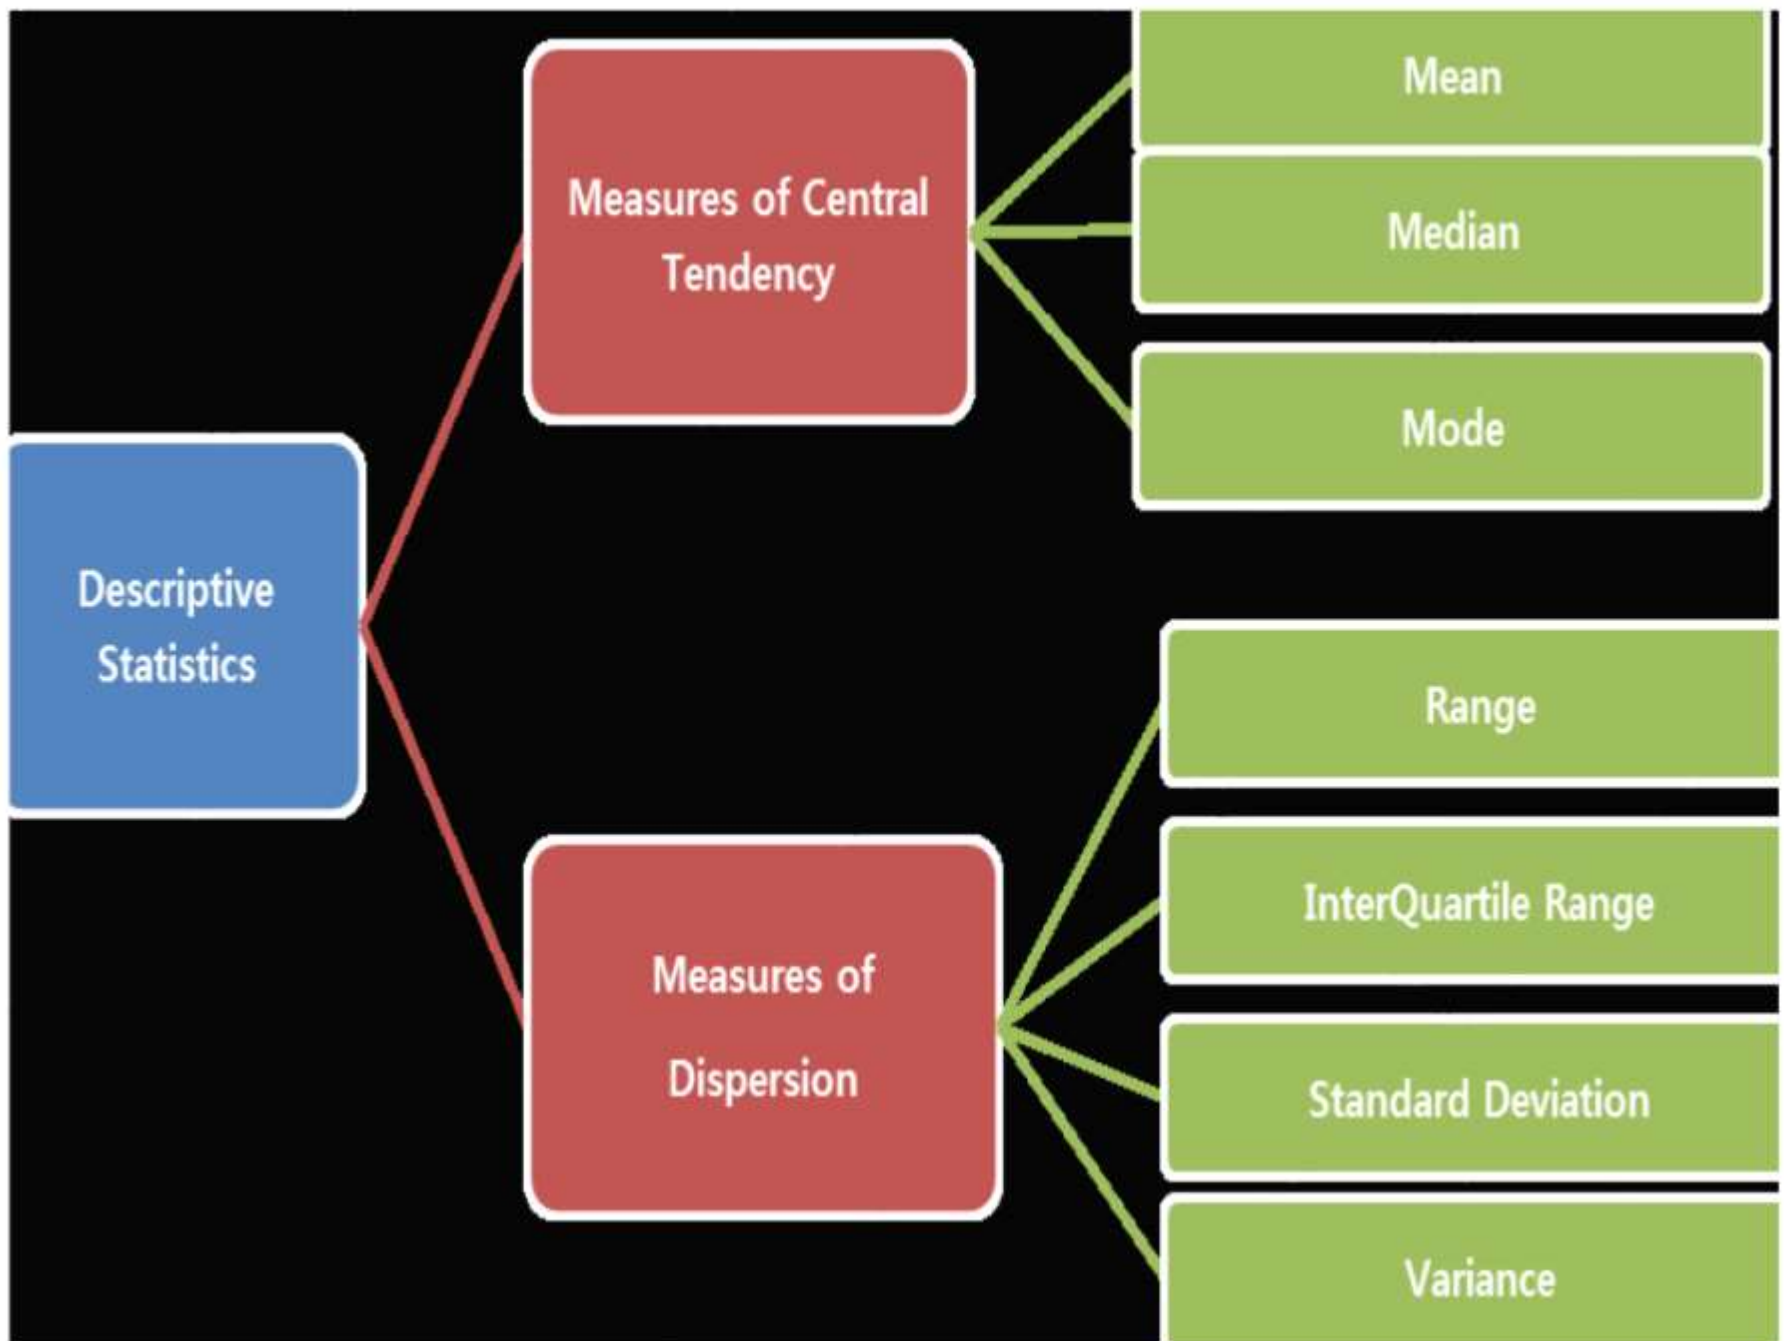 Mean
Measures of Central
Tendency
Median
Mode
Descriptive
Statistics
Range
InterQuartile Range
Measures of
Dispersion
Standard Deviation
Variance